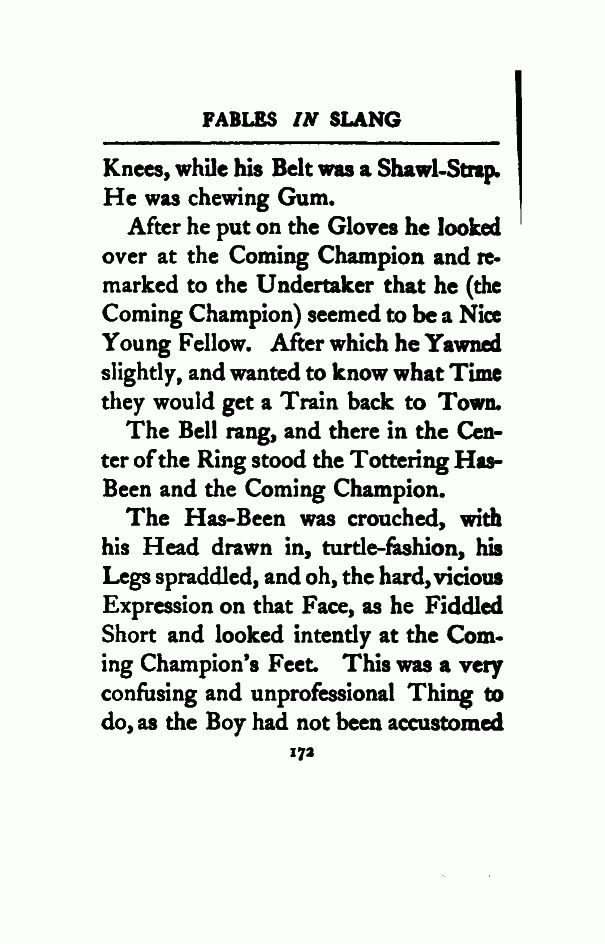 FABLES IN SLANG
Knees, while his Belt was a Shawl-Strap.
He was chewing Gum.
After he put on the Gloves he looked
over at the Coming Champion and re-
marked to the Undertaker that he (the
Coming Champion) seemed to be a Nice
Young Fellow. After which he Yawned
slightly, and wanted to know what Time
they would get a Train back to Town.
The Bell rang, and there in the Cen-
ter of the Ring stood the Tottering Has-
Been and the Coming Champion.
The Has-Been was crouched, with
his Head drawn in, turtle-fashion, his
Legs spraddled, and oh, the hard, vicious
Expression on that Face, as he Fiddled
Short and looked intently at the Com-
ing Champion's Feet. This was a very
confusing and unprofessional Thing to
do, as the Boy had not been accustomed
172